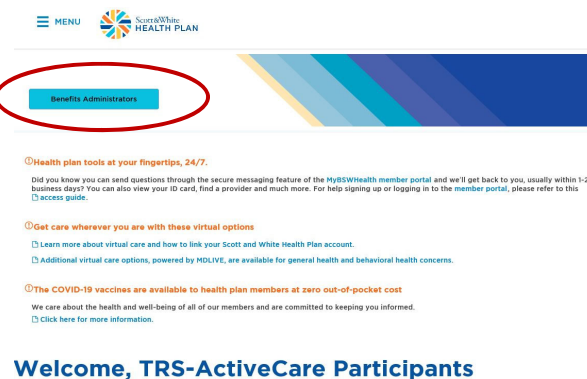 MENU
Scott&White
HEALTH PLAN
Benefits Administrators
Health plan tools at your fingertips, 24/7.
Did you know you can send questions through the secure messaging feature of the MyBSWHealth member portal and we'll get back to you, usually within 1-2
business days? You can also view your ID card, find a provider and much more. For help signing up or logging in to the member portal, please refer to this
access guide.
Get care wherever you are with these virtual options
Learn more about virtual care and how to link your Scott and White Health Plan account.
Additional virtual care options, powered by MDLIVE, are available for general health and behavioral health concerns.
The COVID-19 vaccines are available to health plan members at zero out-of-pocket cost
We care about the health and well-being of all of our members and are committed to keeping you informed.
Click here for more information.
Welcome, TRS-ActiveCare Participants